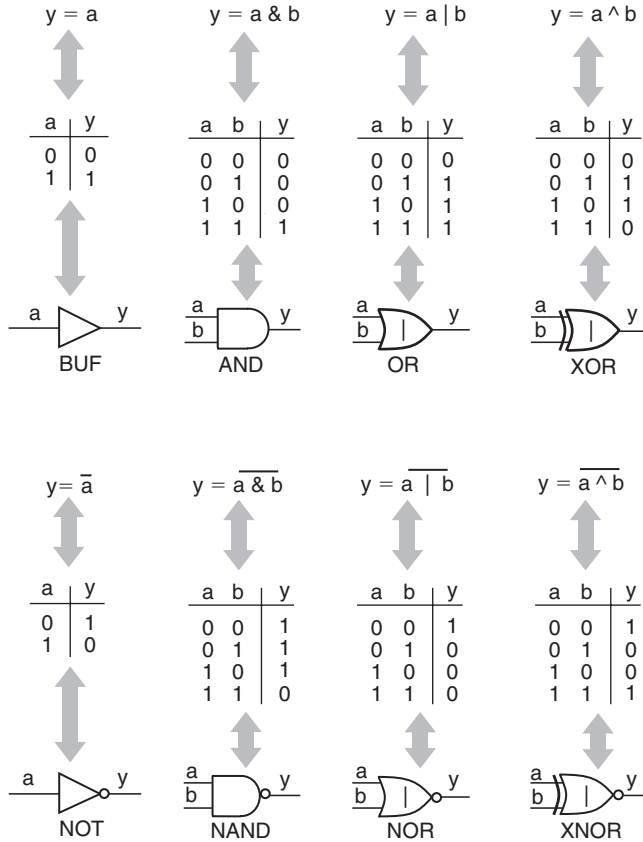 y = a
a y
0 0
1 1
a y
BUF
y = a & b
a b y
0 0 0
0 1 0
1 0 0
1 1 1
a
b y
AND
y = a | b
a b y
0 0 0
0 1 1
1 0 1
1 1 1
a
b y
|
OR
y = a ^ b
a b y
0 0 0
0 1 1
1 0 1
1 1 0
a
b y
|
XOR
y = a̅
a y
0 1
1 0
a y
NOT
y = a̅ ̅&̅ ̅b̅
a b y
0 0 1
0 1 1
1 0 1
1 1 0
a
b y
NAND
y = a̅ ̅|̅ ̅b̅
a b y
0 0 1
0 1 0
1 0 0
1 1 0
a
b y
|
NOR
y = a̅ ̅^̅ ̅b̅
a b y
0 0 1
0 1 0
1 0 0
1 1 1
a
b y
|
XNOR